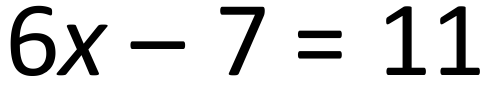 6x – 7 = 11